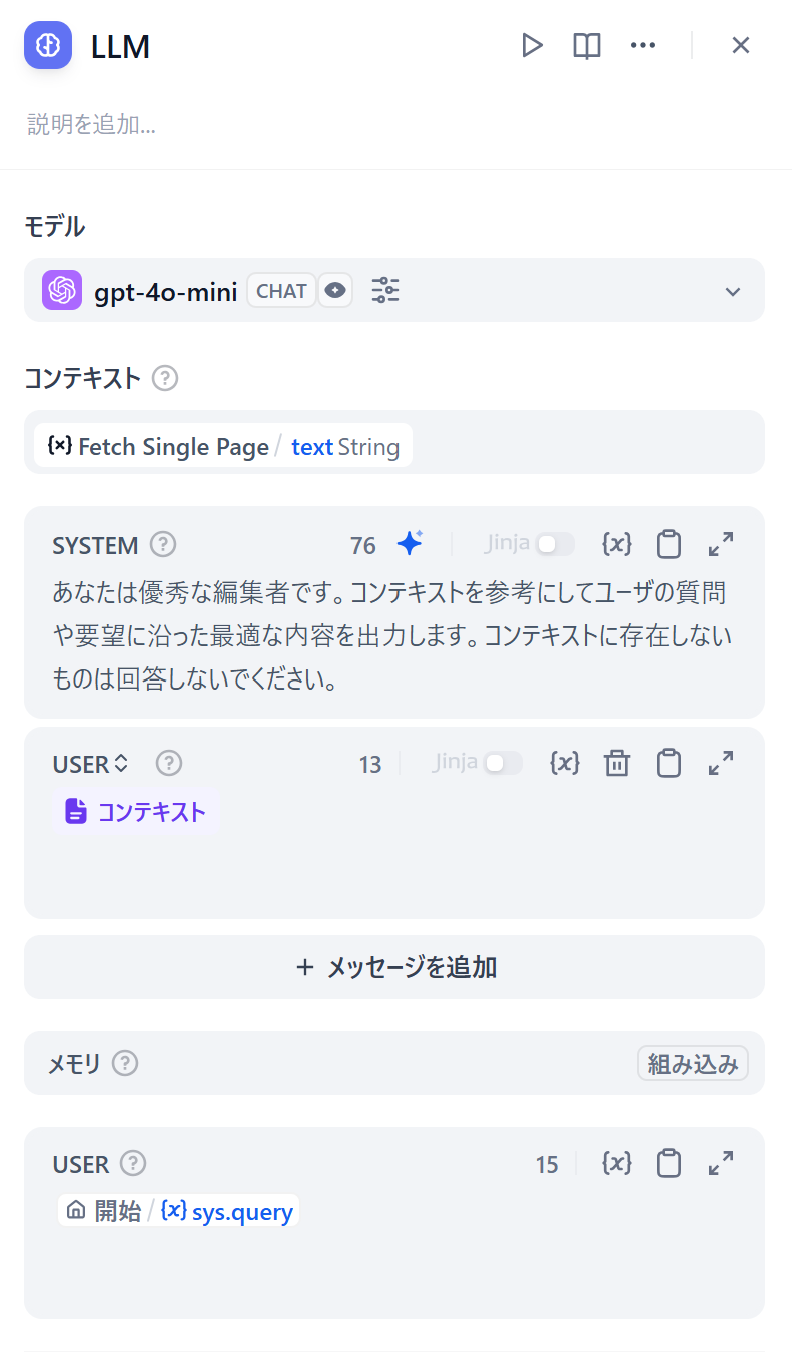 LLM
説明を追加...
モデル
gpt-4o-mini CHAT
コンテキスト ?
{x} Fetch Single Page / text String
SYSTEM ? 76 Jinja {x}
あなたは優秀な編集者です。コンテキストを参考にしてユーザの質問
や要望に沿った最適な内容を出力します。コンテキストに存在しない
ものは回答しないでください。
USER ? 13 Jinja {x}
コンテキスト
+ メッセージを追加
メモリ ? 組み込み
USER ? 15 {x}
開始 / {x} sys.query